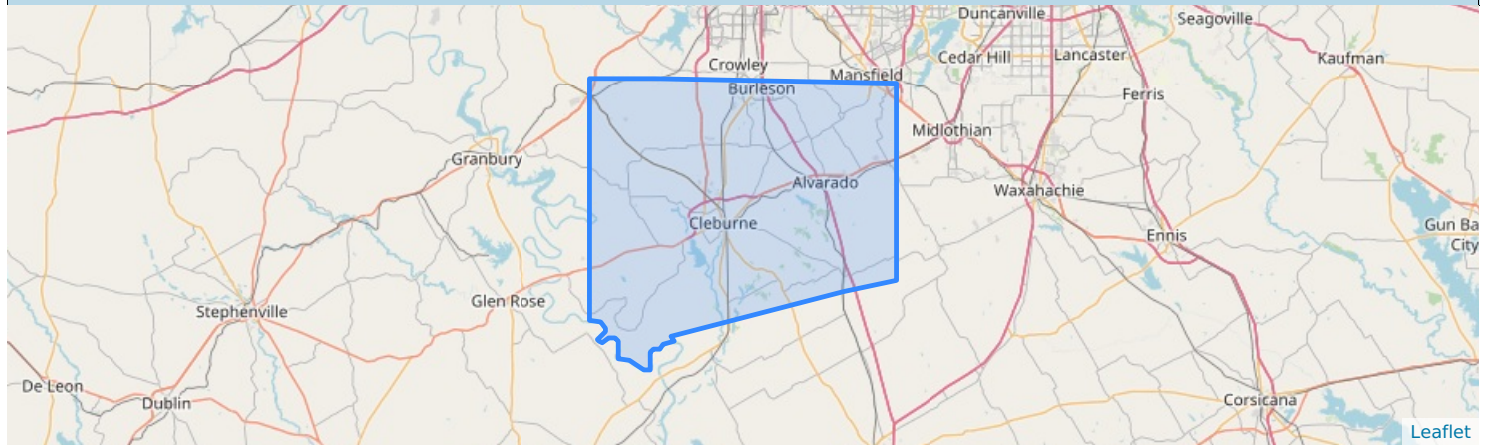 Duncanville
Seagoville
Crowley
Cedar Hill
Lancaster
Kaufman
Mansfield
Burleson
Ferris
Midlothian
Granbury
Alvarado
Waxahachie
Cleburne
Gun Ba
City
Ennis
Glen Rose
Stephenville
De Leon
Dublin
Corsicana
Leaflet